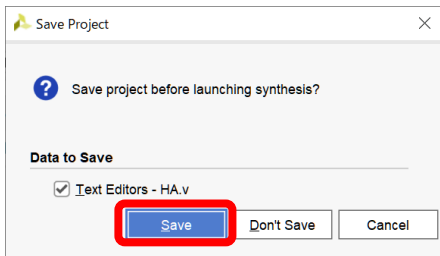 Save Project
Save project before launching synthesis?
Data to Save
Text Editors - HA.v
Save Don't Save Cancel